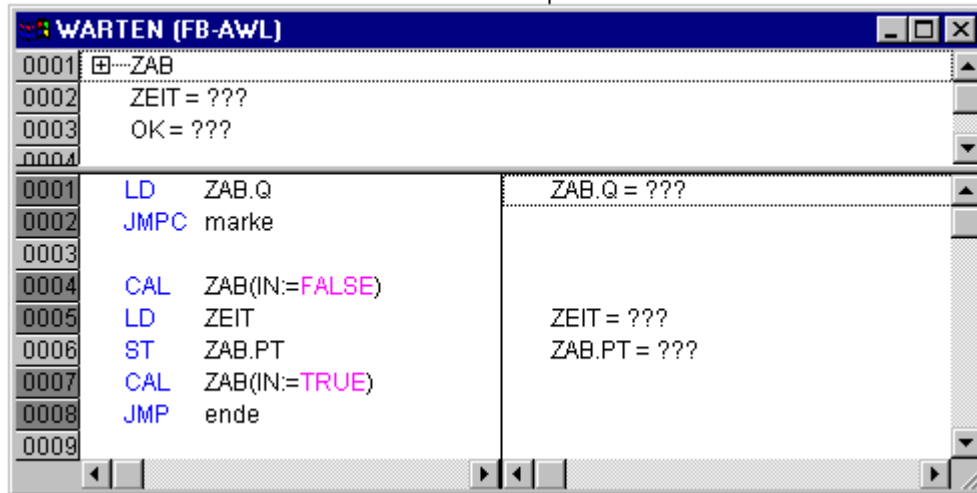 WARTEN (FB-AWL)
0001 ZAB
0002 ZEIT = ???
0003 OK = ???
0004
0001 LD ZAB.Q ZAB.Q = ???
0002 JMPC marke
0003
0004 CAL ZAB(IN:=FALSE)
0005 LD ZEIT ZEIT = ???
0006 ST ZAB.PT ZAB.PT = ???
0007 CAL ZAB(IN:=TRUE)
0008 JMP ende
0009